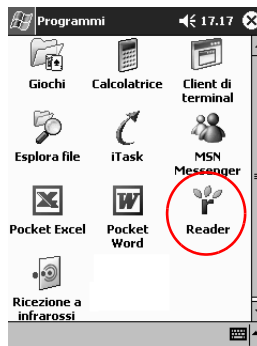 Programmi 17.17
Giochi Calcolatrice Client di
terminal
Esplora file iTask MSN
Messenger
Pocket Excel Pocket Reader
Word
Ricezione a
infrarossi